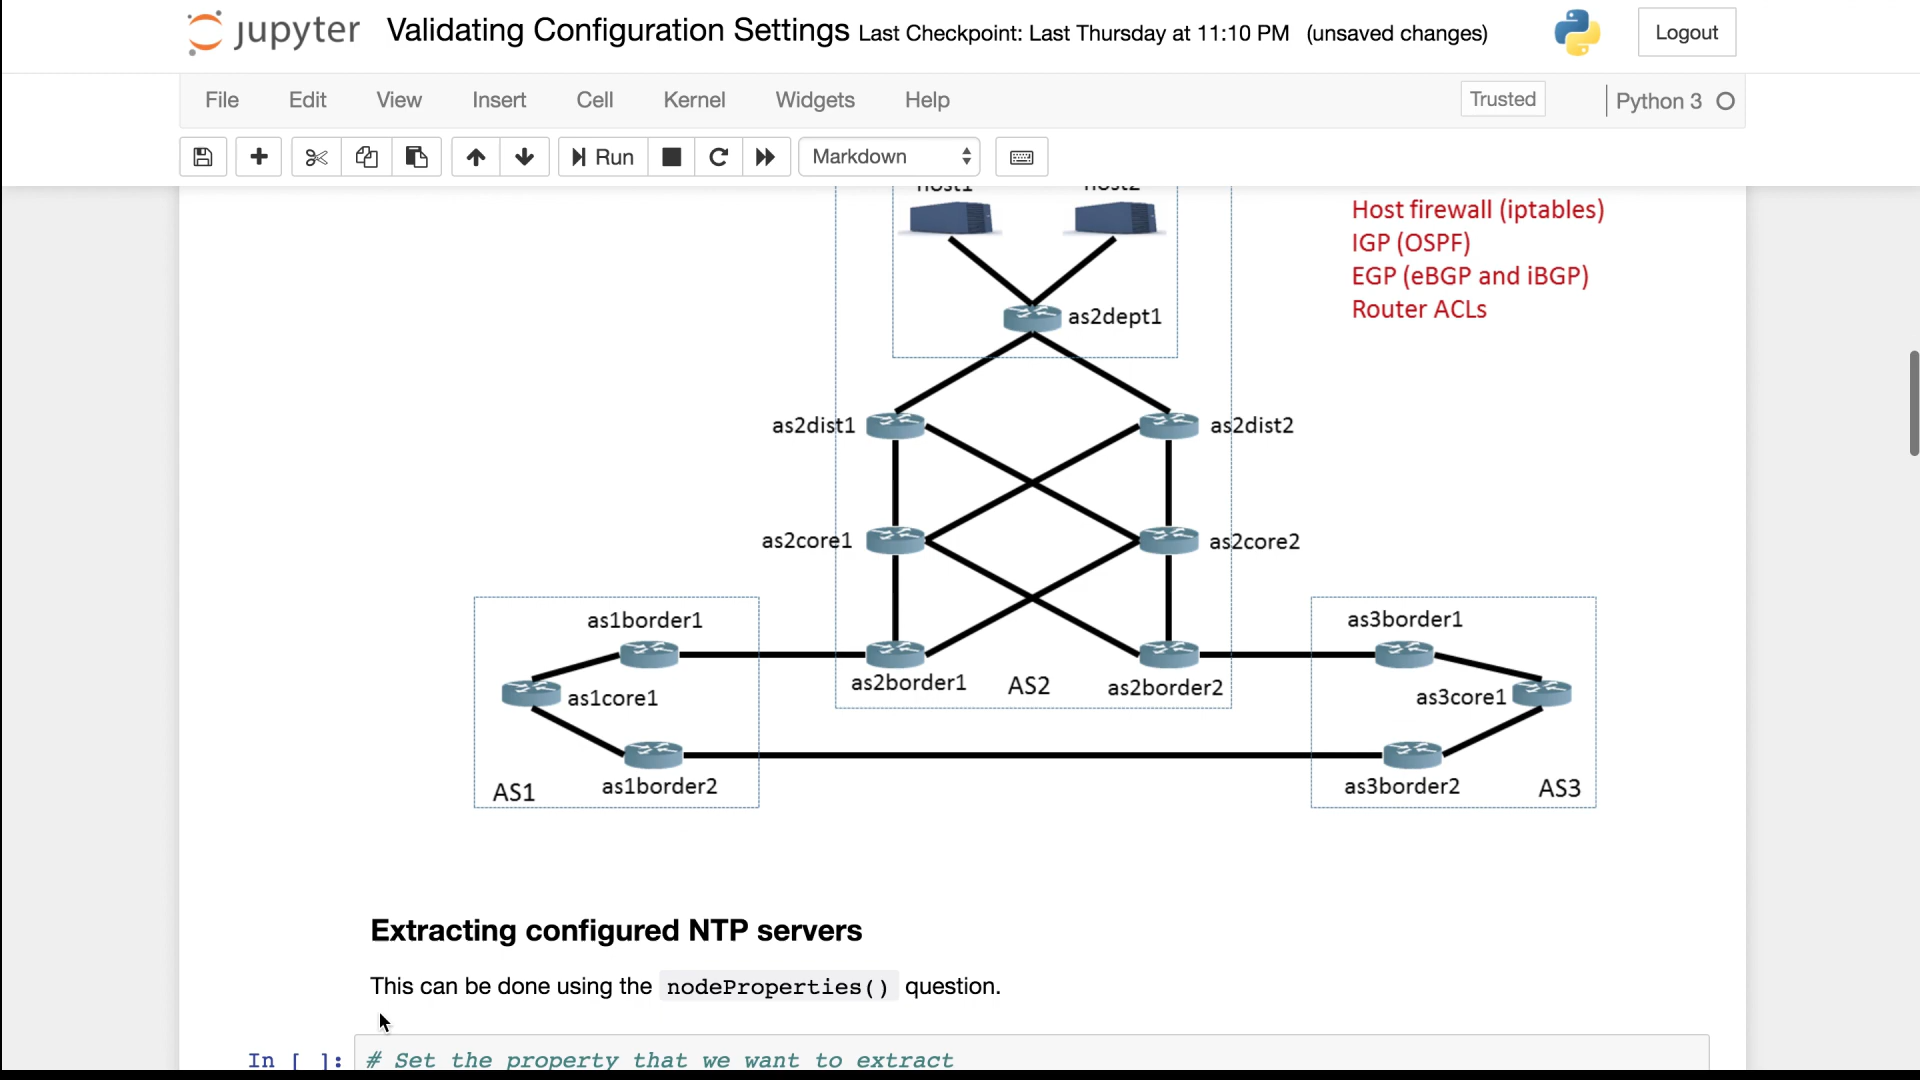 jupyter Validating Configuration Settings Last Checkpoint: Last Thursday at 11:10 PM (unsaved changes) Logout
File Edit View Insert Cell Kernel Widgets Help Trusted Python 3
Run Markdown
host1 host2
Host firewall (iptables)
IGP (OSPF)
EGP (eBGP and iBGP)
Router ACLs
as2dept1
as2dist1 as2dist2
as2core1 as2core2
as1border1 as3border1
as2border1 AS2 as2border2
as1core1 as3core1
AS1 as1border2 as3border2 AS3
Extracting configured NTP servers
This can be done using the nodeProperties() question.
In [ ]: # Set the property that we want to extract